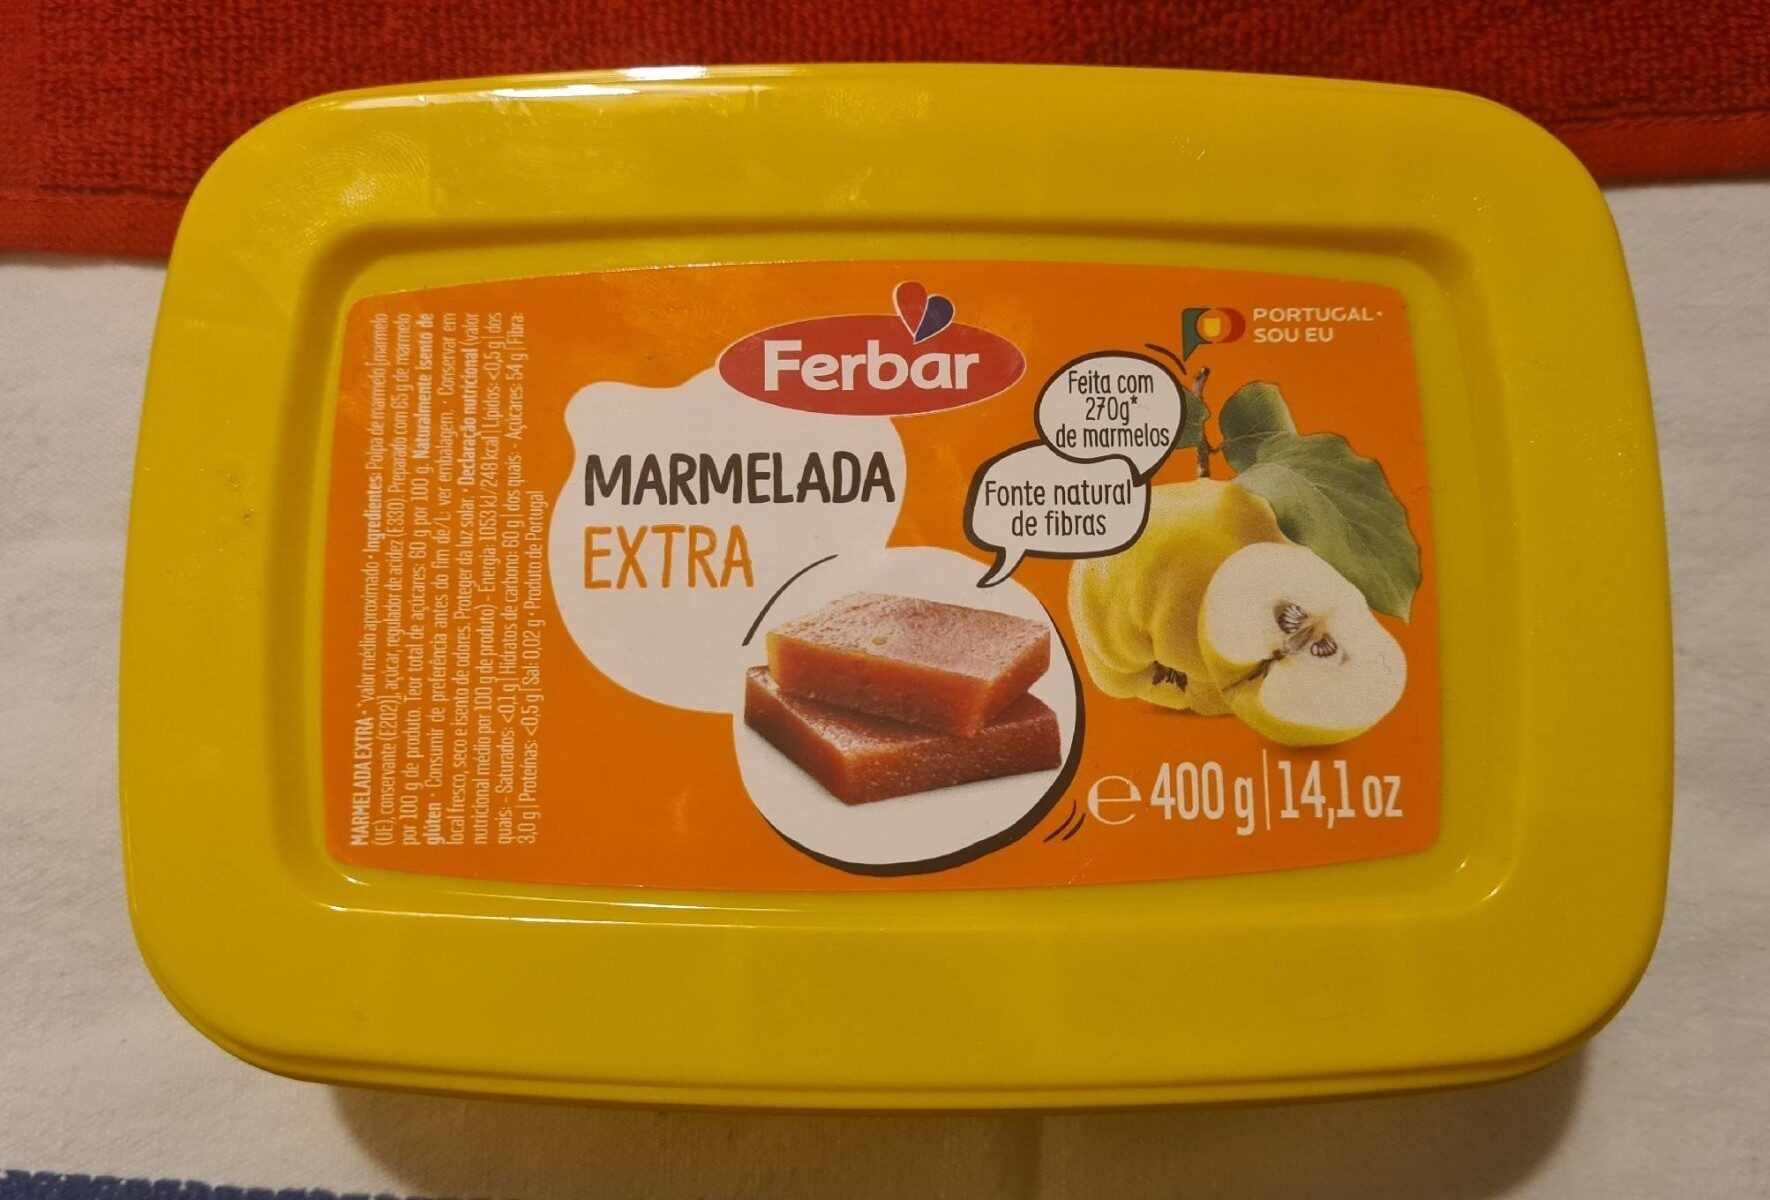 Ferbar
PORTUGAL·
SOU EU
Feita com
270g*
de marmelos
Fonte natural
de fibras
MARMELADA
EXTRA
e 400 g | 14,1 oz
MARMELADA EXTRA • *valor médio aproximado • Ingredientes Polpa de marmelo [marmelo
(UE), conservante (E202)], açúcar, regulador de acidez (E330). Preparado com 65 g de marmelo
por 100 g de produto. Teor total de açúcares: 60 g por 100 g. Naturalmente isento de
glúten • Consumir de preferência antes do fim de/L: ver embalagem. • Conservar em
local fresco, seco e isento de odores. Proteger da luz solar. • Declaração nutricional (valor
nutricional médio por 100 g de produto) - Energia: 1053 kJ/248 kcal | Lípidos: <0,5 g | dos
quais: - Saturados: <0,1 g | Hidratos de carbono: 60 g | dos quais - Açúcares: 54 g | Fibra:
3,0 g | Proteínas: <0,5 g | Sal: 0,02 g • Produto de Portugal